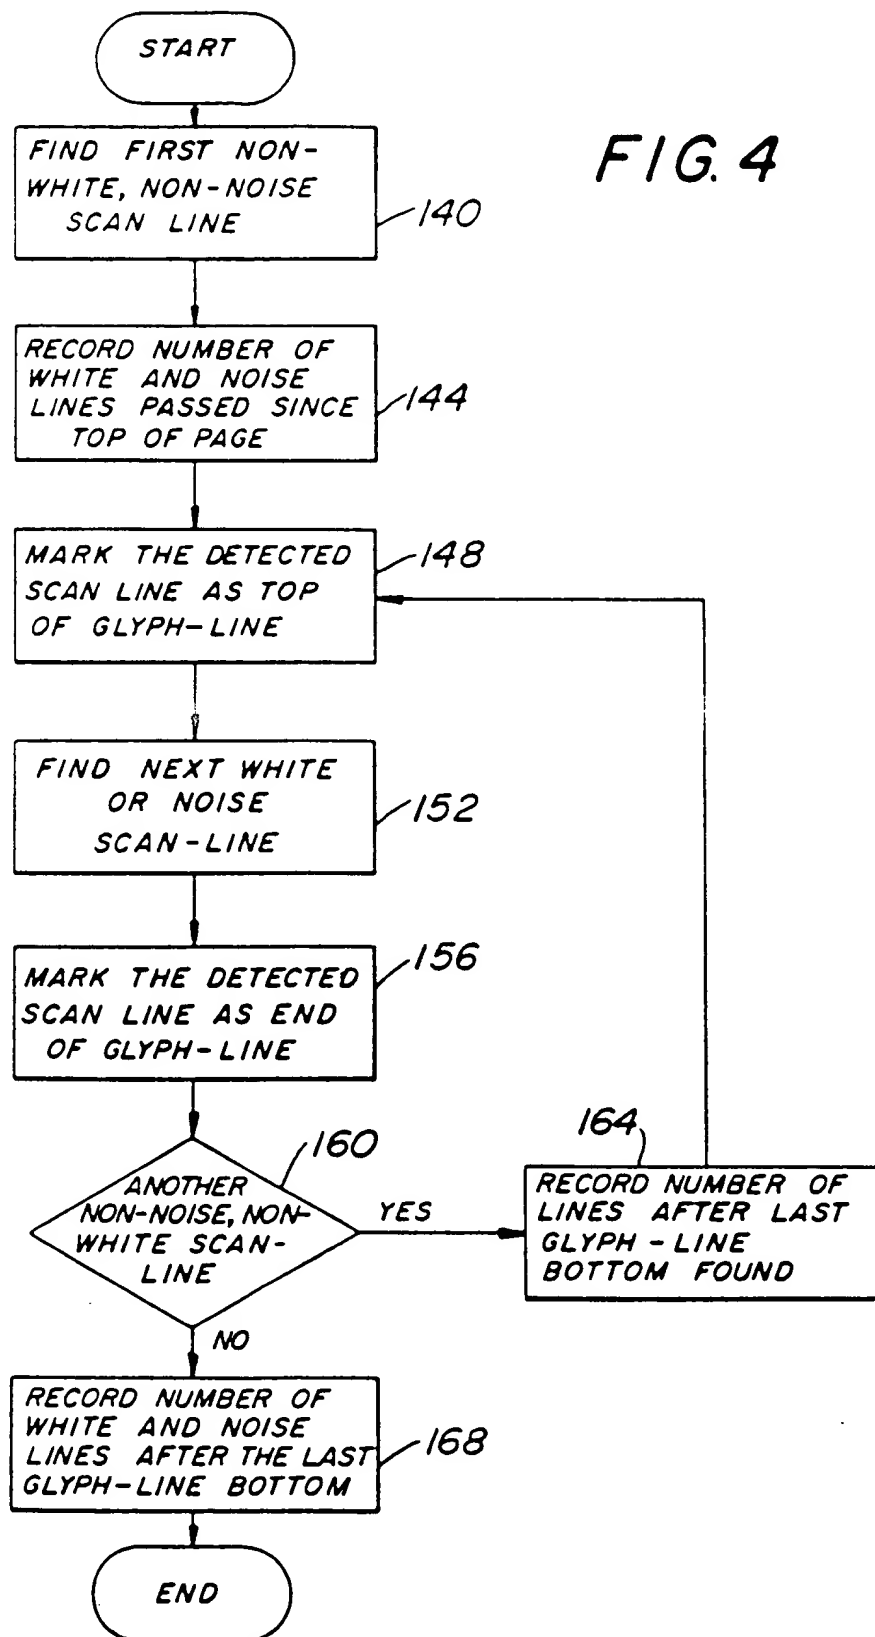 START
FIG. 4
FIND FIRST NON-
WHITE, NON-NOISE
SCAN LINE
140
RECORD NUMBER OF
WHITE AND NOISE
LINES PASSED SINCE
TOP OF PAGE
144
MARK THE DETECTED
SCAN LINE AS TOP
OF GLYPH-LINE
148
FIND NEXT WHITE
OR NOISE
SCAN-LINE
152
MARK THE DETECTED
SCAN LINE AS END
OF GLYPH-LINE
156
ANOTHER
NON-NOISE, NON-
WHITE SCAN-
LINE
160
YES
164
RECORD NUMBER OF
LINES AFTER LAST
GLYPH-LINE
BOTTOM FOUND
NO
RECORD NUMBER OF
WHITE AND NOISE
LINES AFTER THE LAST
GLYPH-LINE BOTTOM
168
END